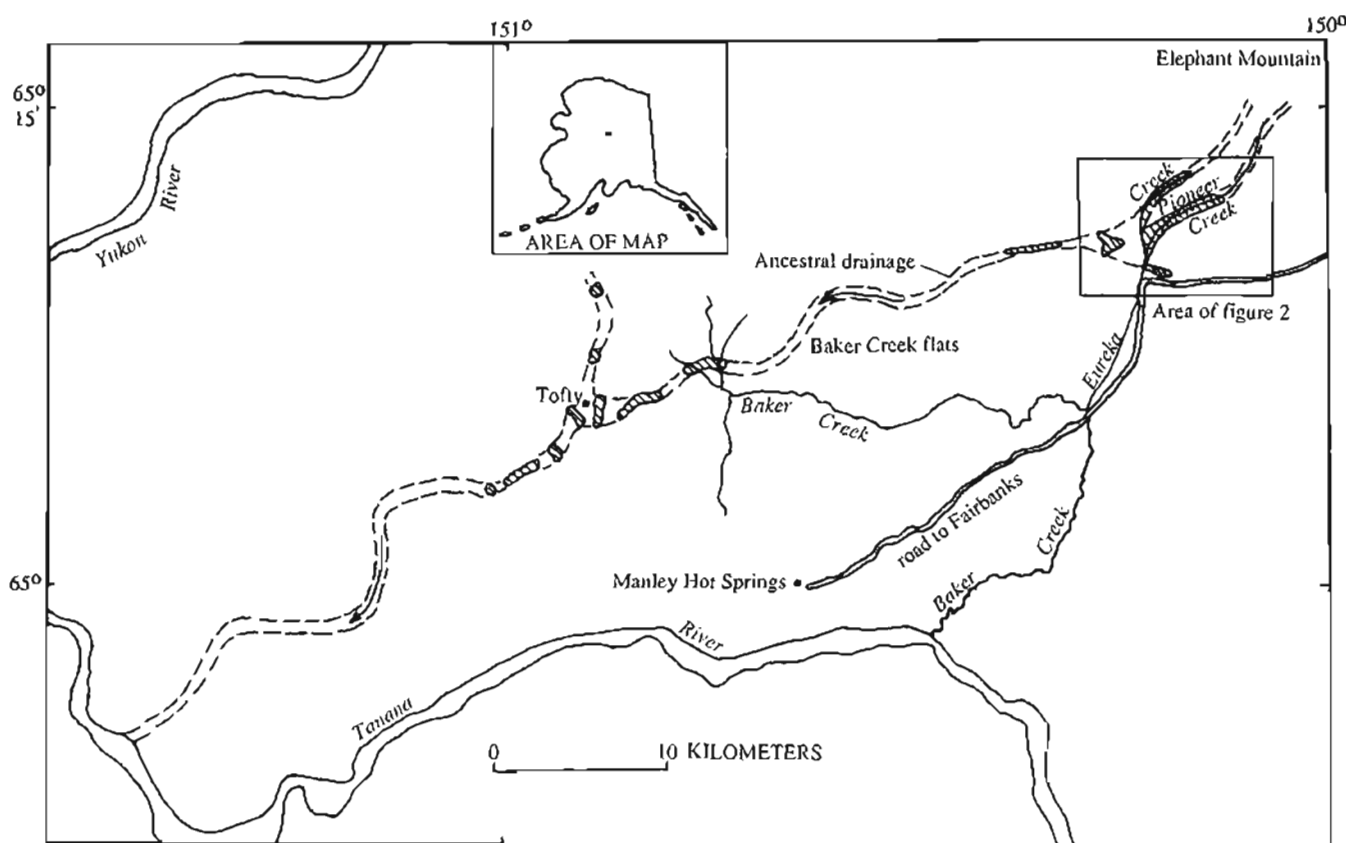 151°
150°
Elephant Mountain
65°
15'
Yukon River
AREA OF MAP
Creek
Pioneer
Creek
Ancestral drainage
Area of figure 2
Baker Creek flats
Eureka
Tofty
Baker Creek
road to Fairbanks
Creek
65°
Manley Hot Springs
Baker
River
Tanana
0 10 KILOMETERS